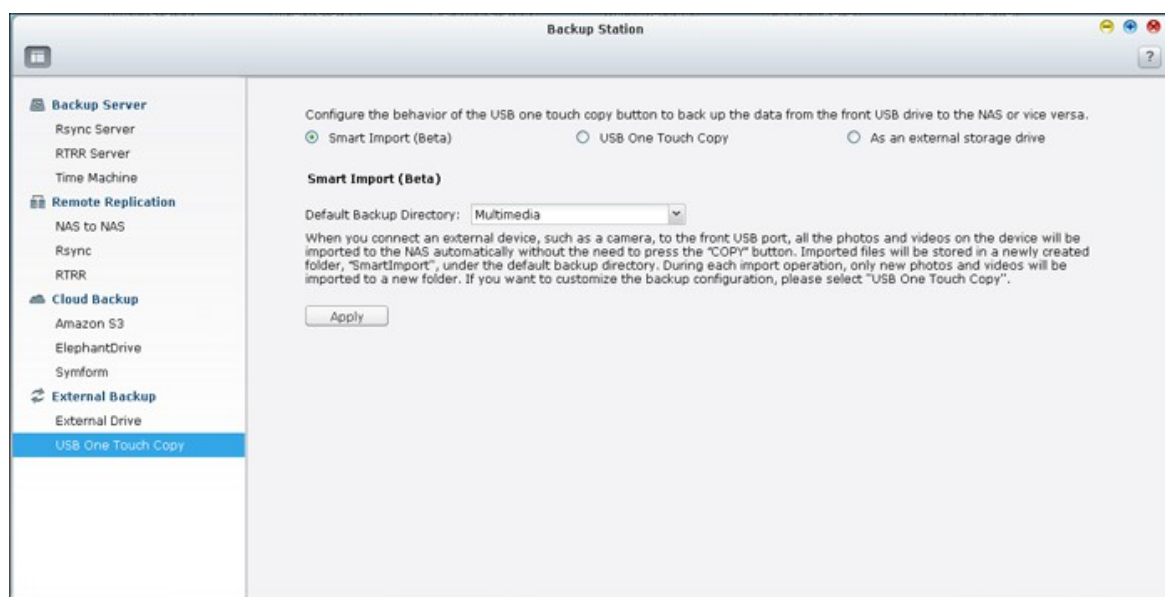 Backup Station
?
Backup Server
Rsync Server
RTRR Server
Time Machine
Remote Replication
NAS to NAS
Rsync
RTRR
Cloud Backup
Amazon S3
ElephantDrive
Symform
External Backup
External Drive
USB One Touch Copy
Configure the behavior of the USB one touch copy button to back up the data from the front USB drive to the NAS or vice versa.
Smart Import (Beta) USB One Touch Copy As an external storage drive
Smart Import (Beta)
Default Backup Directory: Multimedia
When you connect an external device, such as a camera, to the front USB port, all the photos and videos on the device will be
imported to the NAS automatically without the need to press the "COPY" button. Imported files will be stored in a newly created
folder, "SmartImport", under the default backup directory. During each import operation, only new photos and videos will be
imported to a new folder. If you want to customize the backup configuration, please select "USB One Touch Copy".
Apply